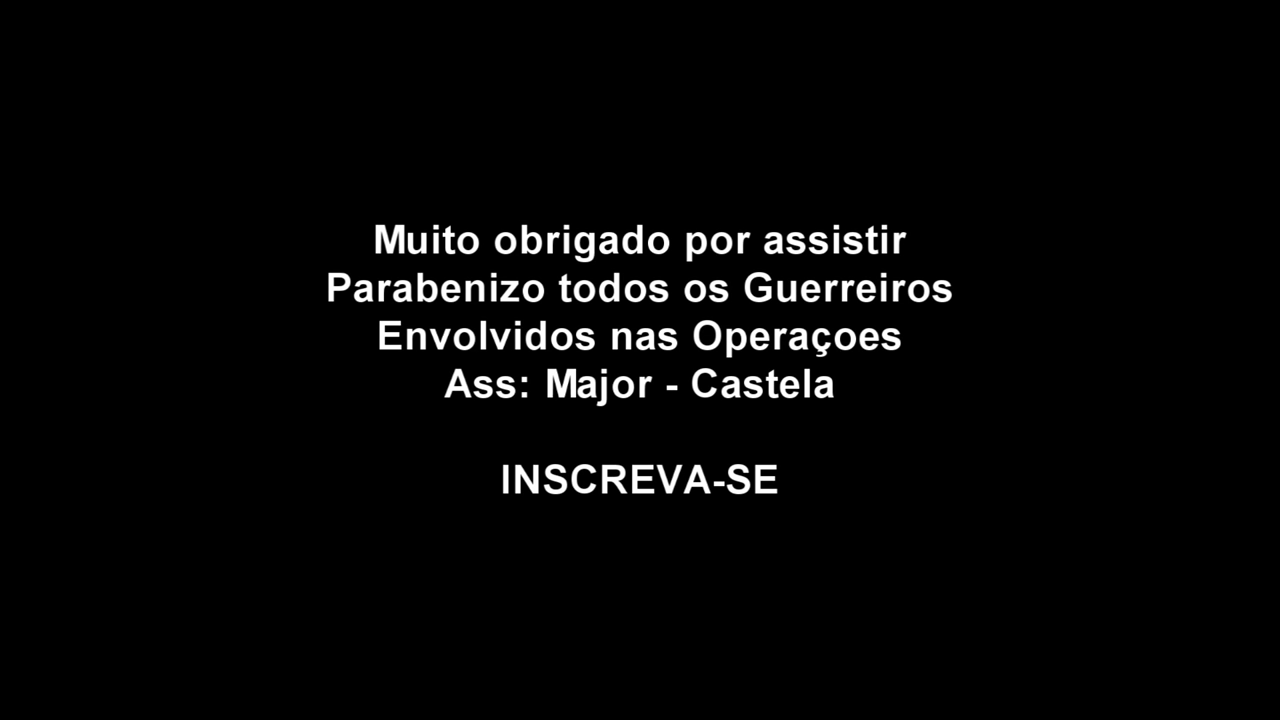 Muito obrigado por assistir
Parabenizo todos os Guerreiros
Envolvidos nas Operaçoes
Ass: Major - Castela
INSCREVA-SE